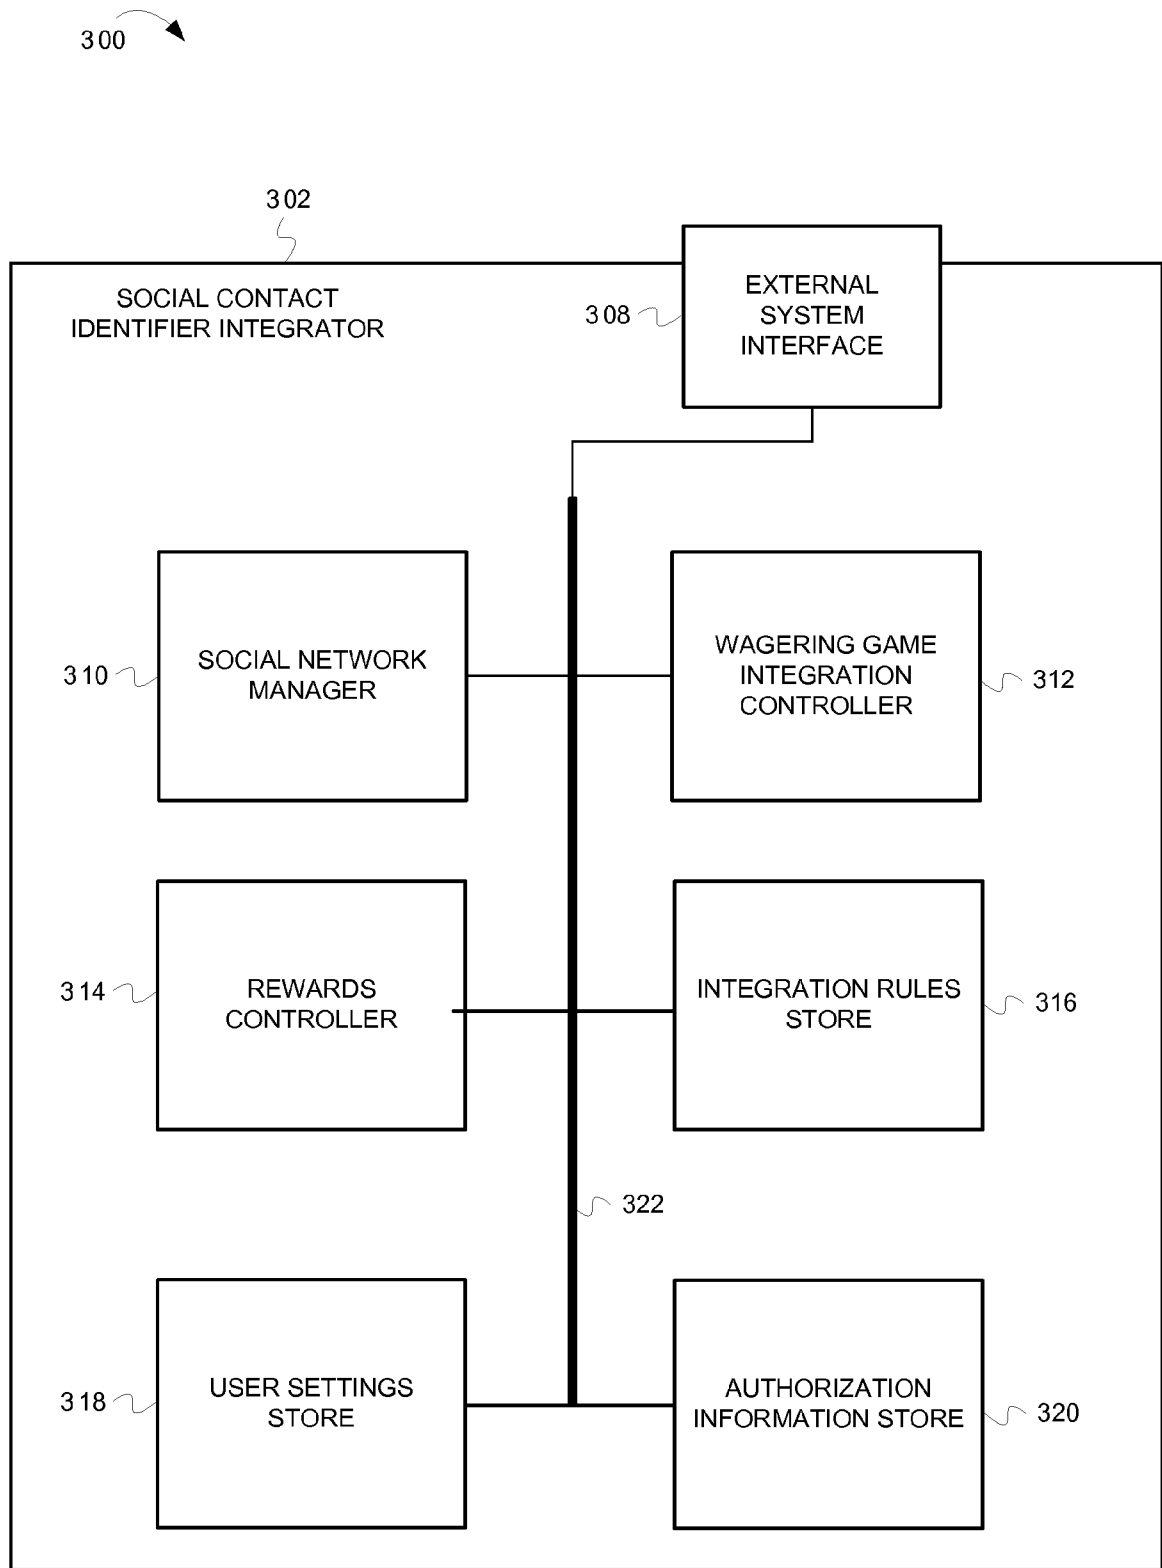 300
302
SOCIAL CONTACT
IDENTIFIER INTEGRATOR
308
EXTERNAL
SYSTEM
INTERFACE
310
SOCIAL NETWORK
MANAGER
WAGERING GAME
INTEGRATION
CONTROLLER
312
314
REWARDS
CONTROLLER
INTEGRATION RULES
STORE
316
322
318
USER SETTINGS
STORE
AUTHORIZATION
INFORMATION STORE
320